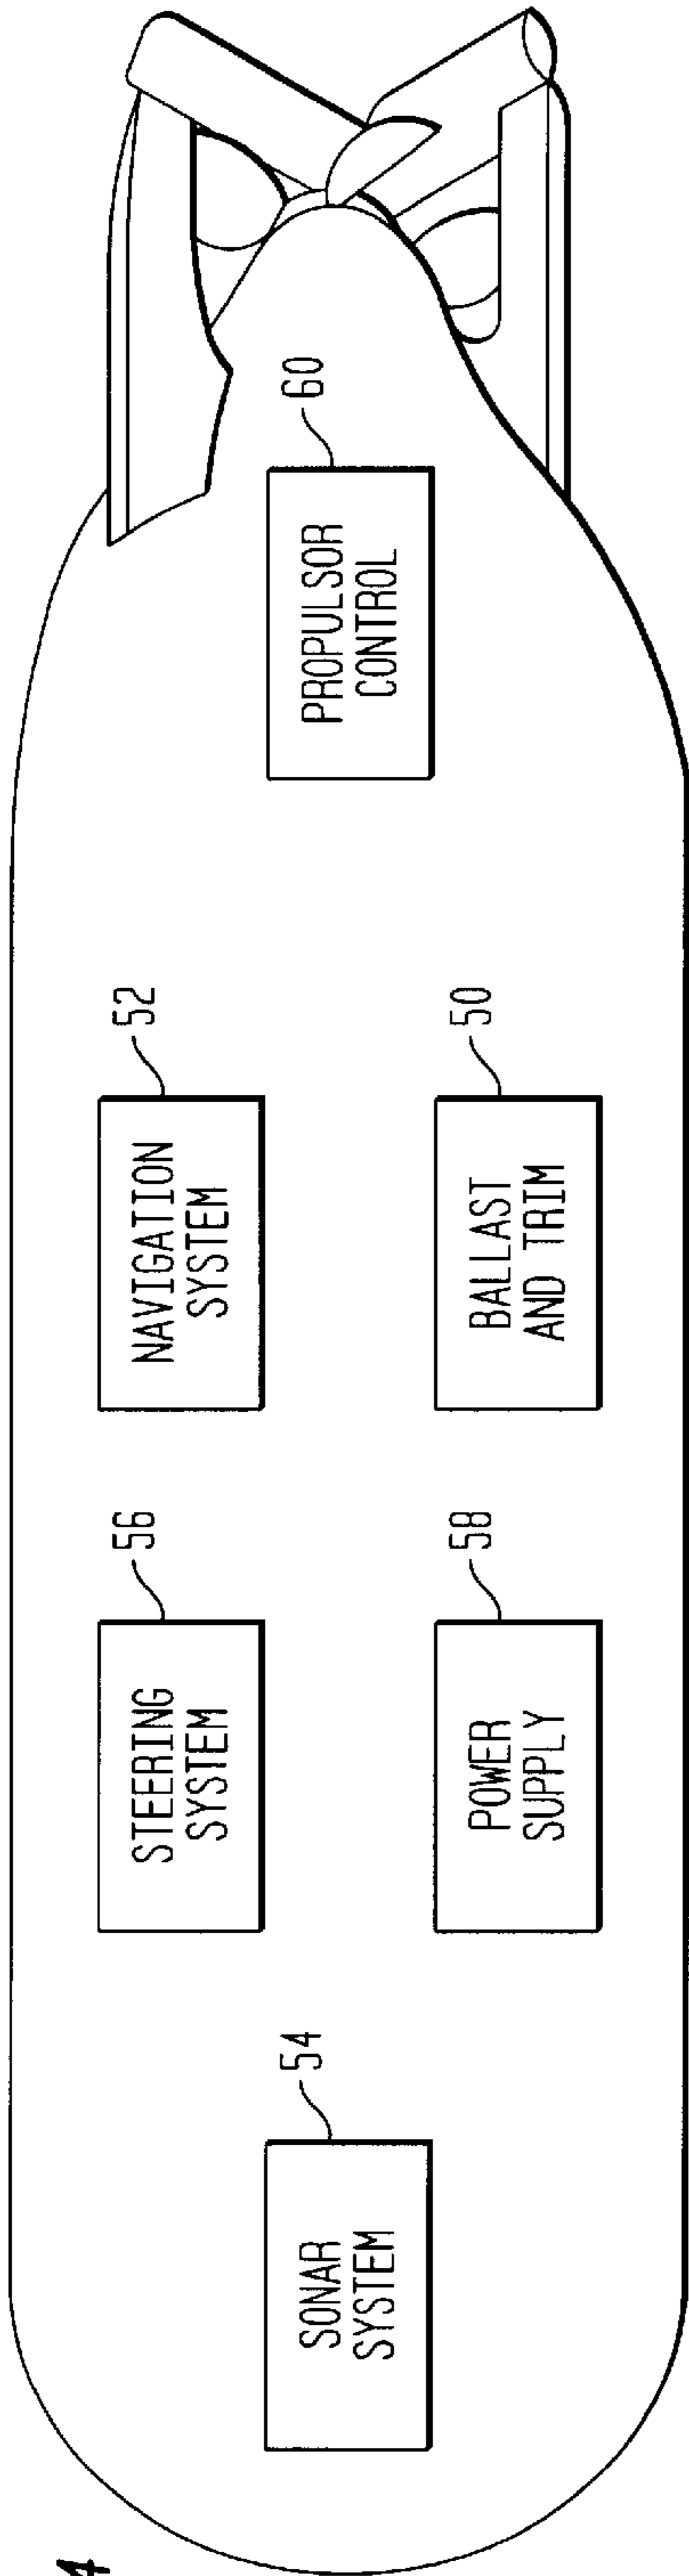 4
SONAR
SYSTEM
54
STEERING
SYSTEM
56
NAVIGATION
SYSTEM
52
POWER
SUPPLY
58
BALLAST
AND TRIM
50
PROPULSOR
CONTROL
60